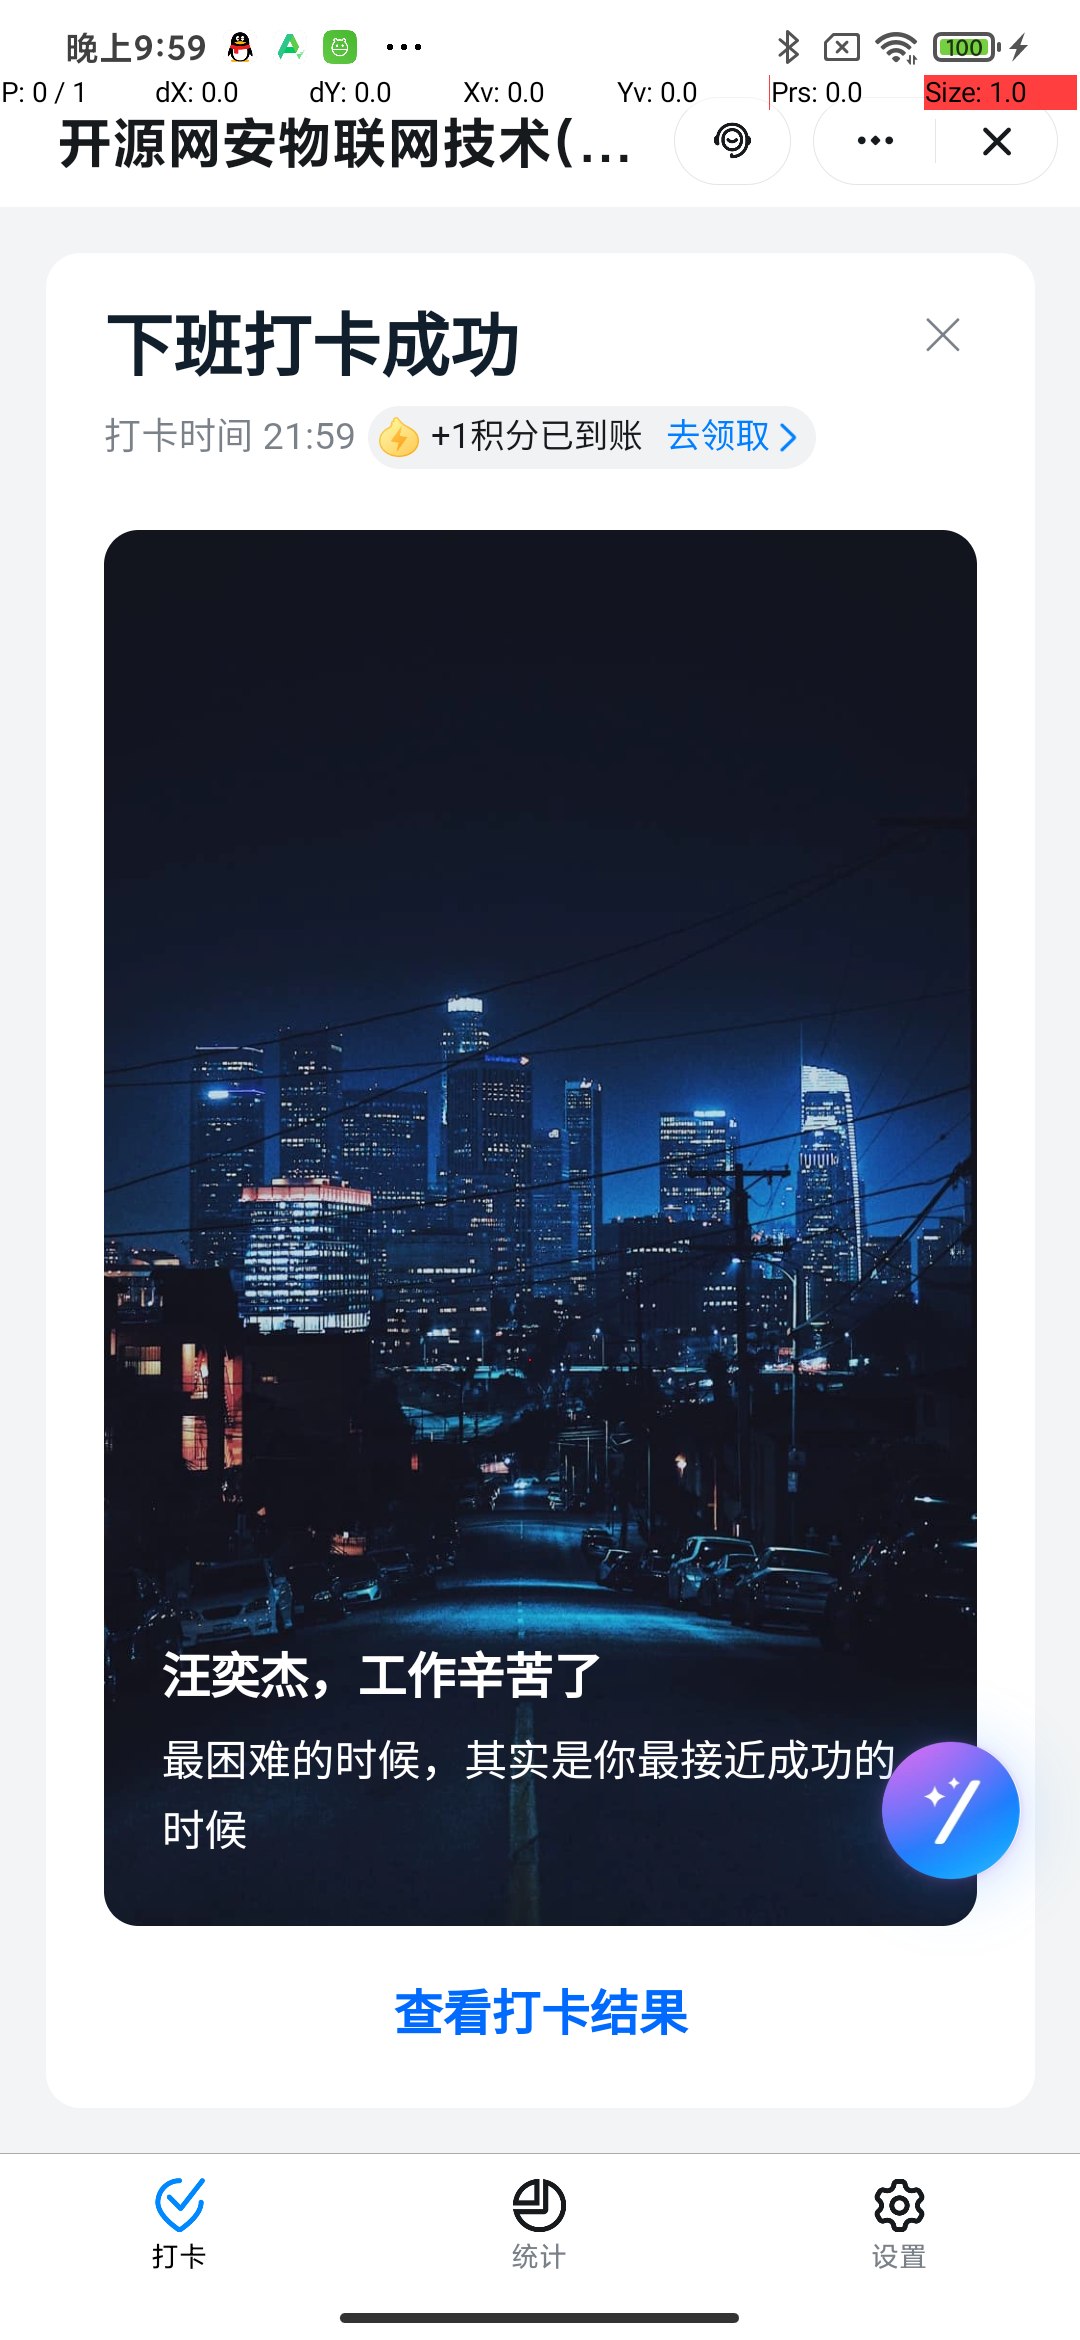 晚上9:59
100
P: 0 / 1 dX: 0.0 dY: 0.0 Xv: 0.0 Yv: 0.0 Prs: 0.0 Size: 1.0
开源网安物联网技术(...
下班打卡成功
打卡时间 21:59 +1积分已到账 去领取
汪奕杰，工作辛苦了
最困难的时候，其实是你最接近成功的
时候
查看打卡结果
打卡 统计 设置